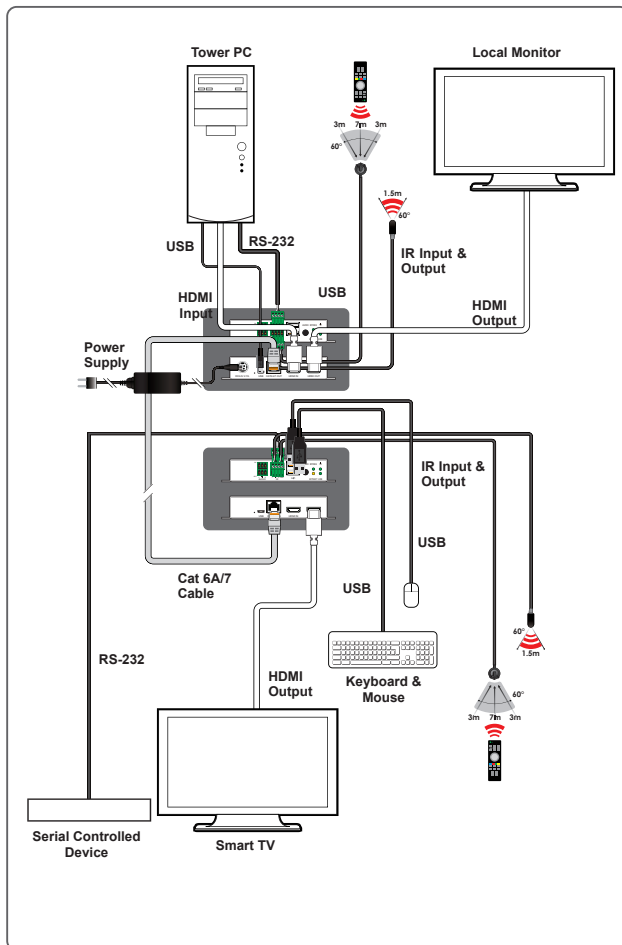 Tower PC
Local Monitor
3m 7m 3m
60°
1.5m
60°
USB
RS-232
IR Input &
Output
USB
HDMI
Input
HDMI
Output
Power
Supply
IR Input &
Output
USB
Cat 6A/7
Cable
USB
60°
1.5m
RS-232
HDMI
Output
Keyboard &
Mouse
60°
3m 7m 3m
Serial Controlled
Device
Smart TV